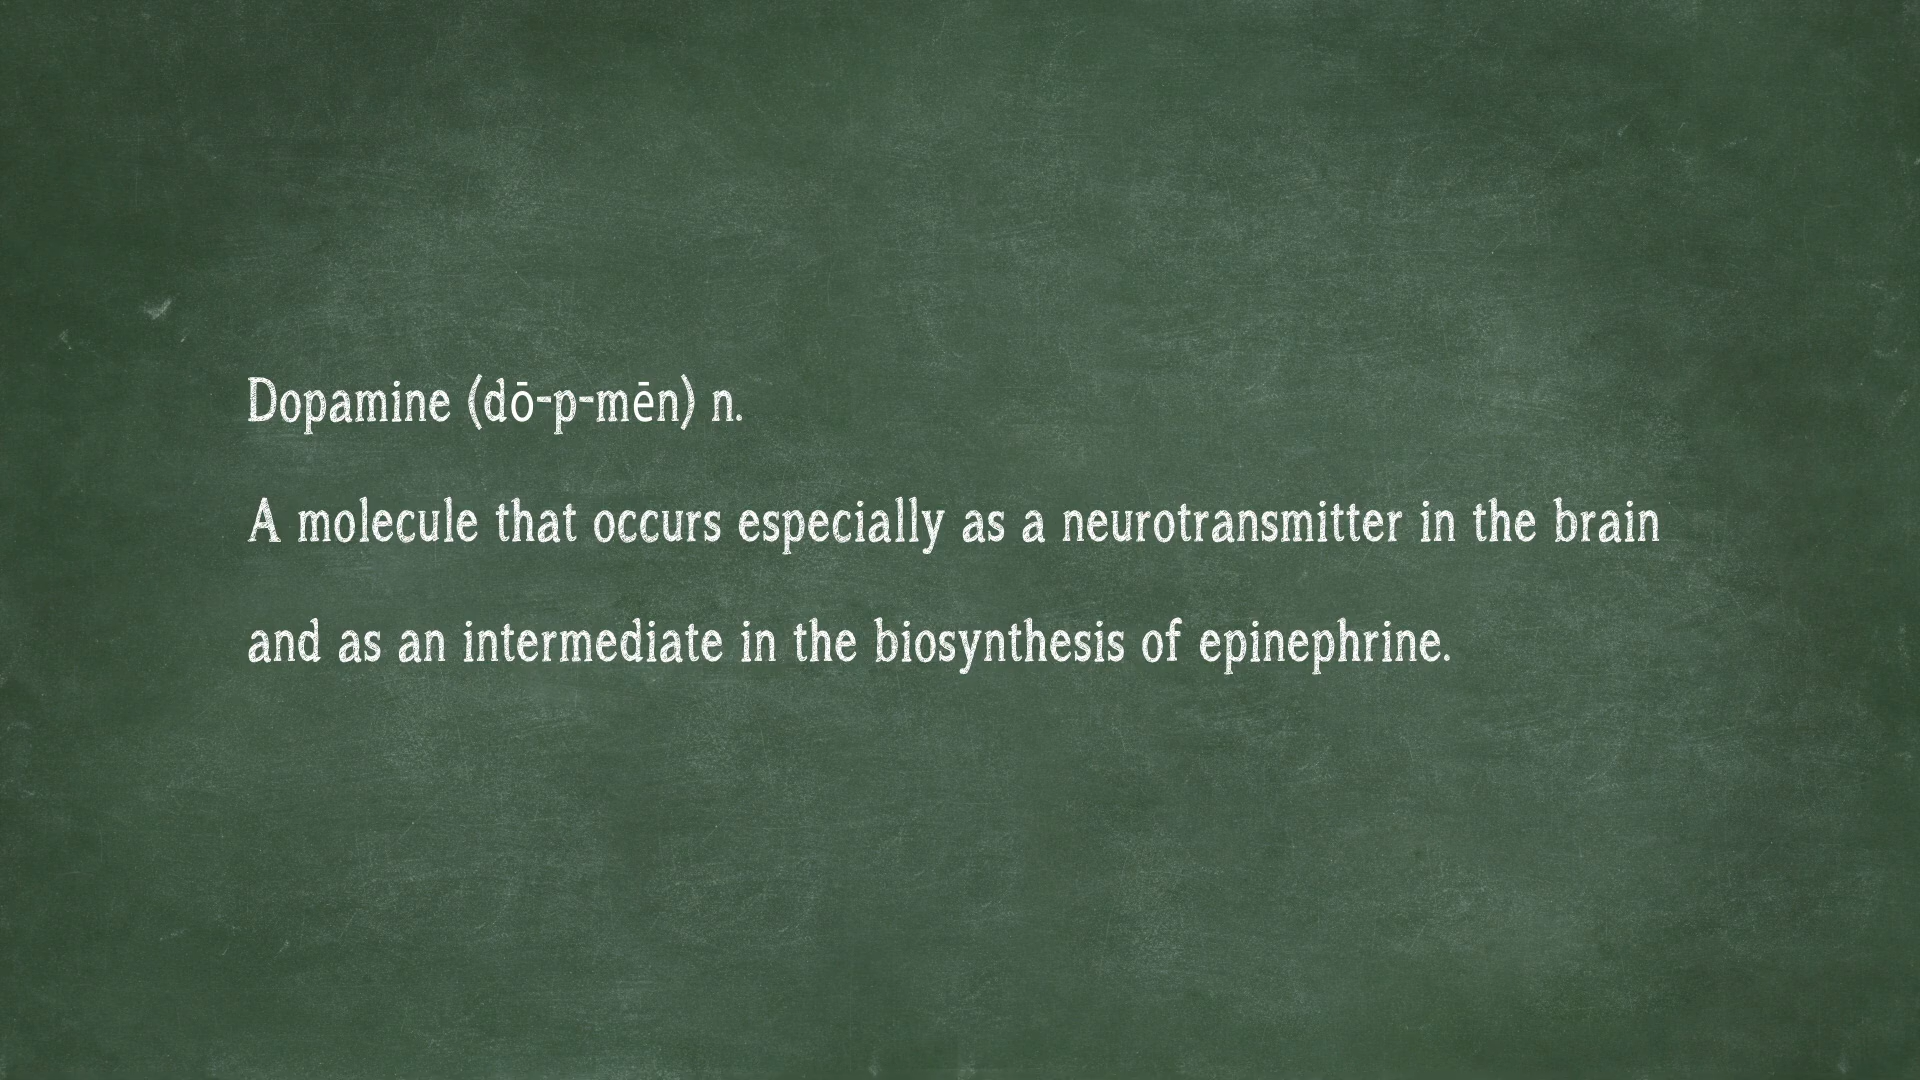 Dopamine (dō-p-mēn) n.
A molecule that occurs especially as a neurotransmitter in the brain
and as an intermediate in the biosynthesis of epinephrine.